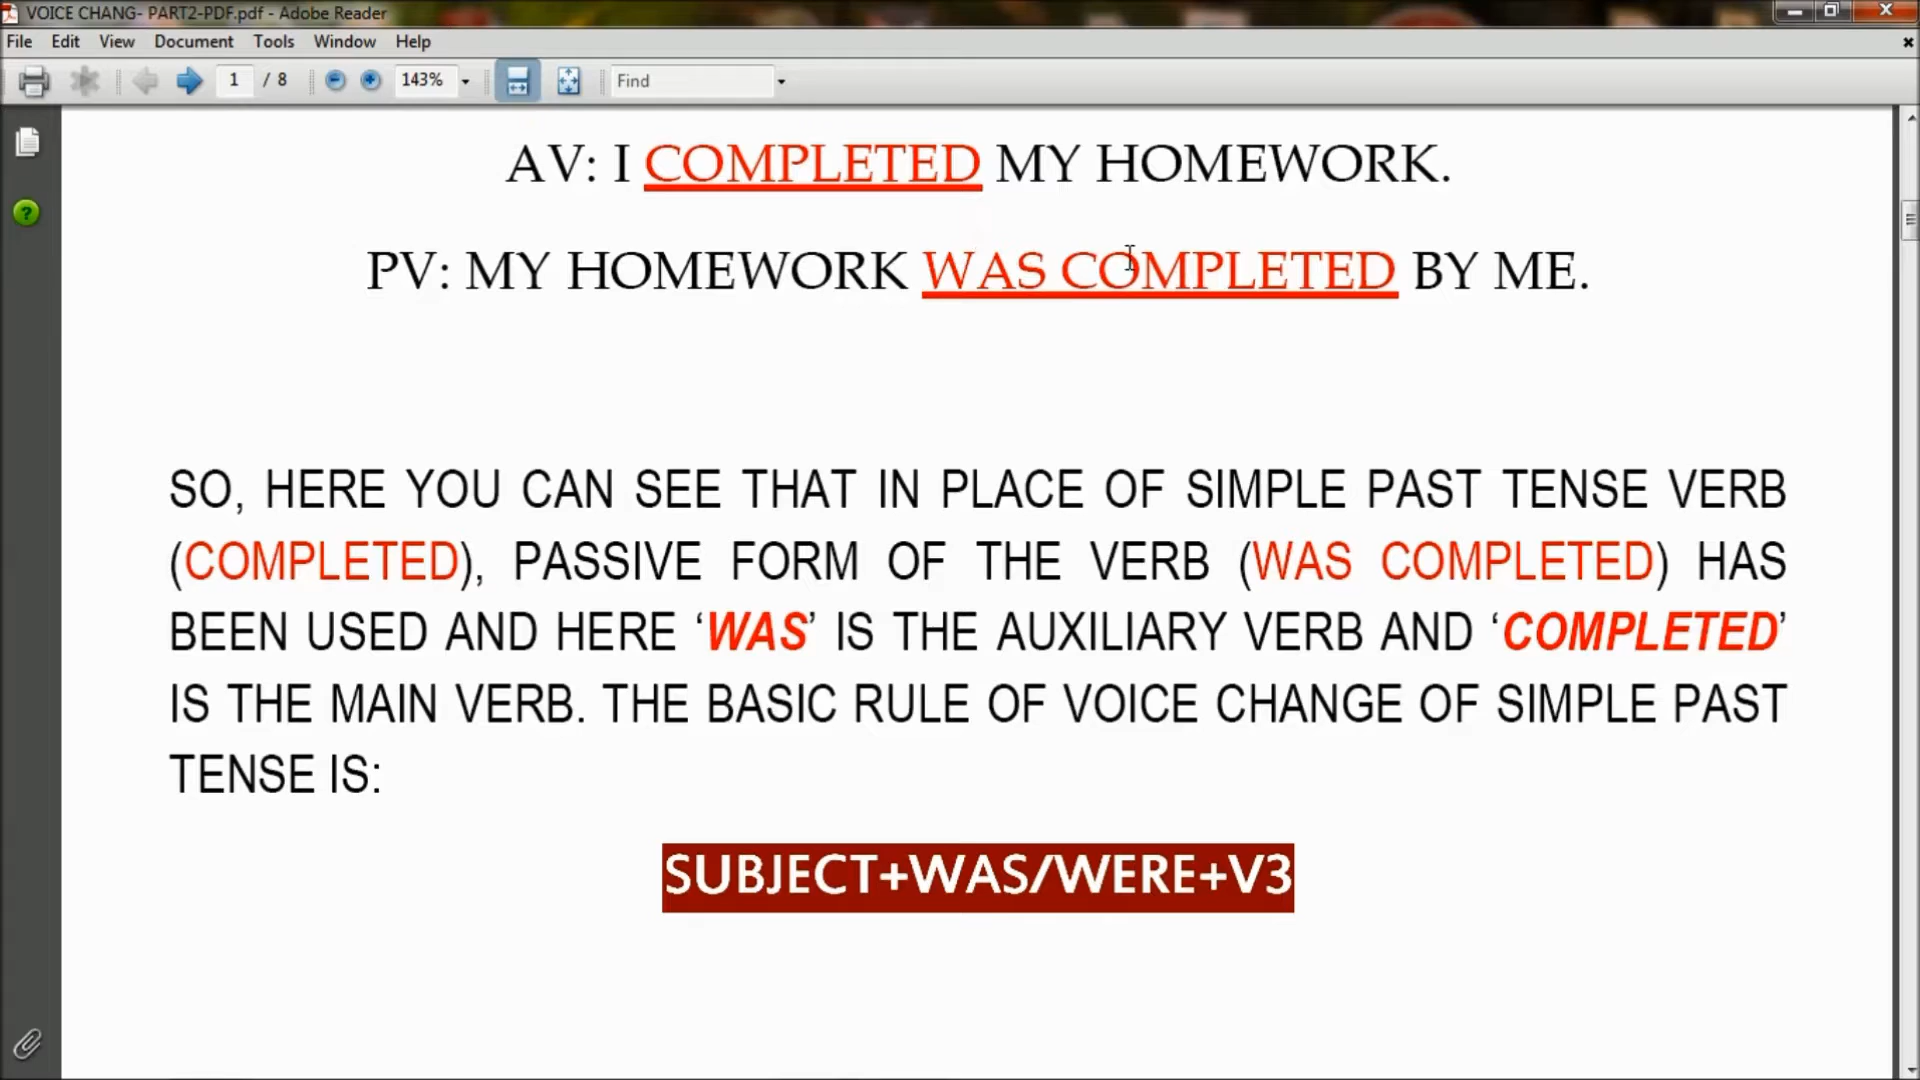 VOICE CHANG- PART2-PDF.pdf - Adobe Reader
File Edit View Document Tools Window Help
1 / 8 143% Find
AV: I COMPLETED MY HOMEWORK.
PV: MY HOMEWORK WAS COMPLETED BY ME.
SO, HERE YOU CAN SEE THAT IN PLACE OF SIMPLE PAST TENSE VERB
(COMPLETED), PASSIVE FORM OF THE VERB (WAS COMPLETED) HAS
BEEN USED AND HERE ‘WAS’ IS THE AUXILIARY VERB AND ‘COMPLETED’
IS THE MAIN VERB. THE BASIC RULE OF VOICE CHANGE OF SIMPLE PAST
TENSE IS:
SUBJECT+WAS/WERE+V3